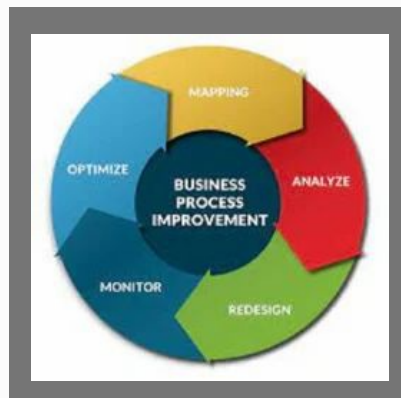 MAPPING
ANALYZE
REDESIGN
MONITOR
OPTIMIZE
BUSINESS
PROCESS
IMPROVEMENT